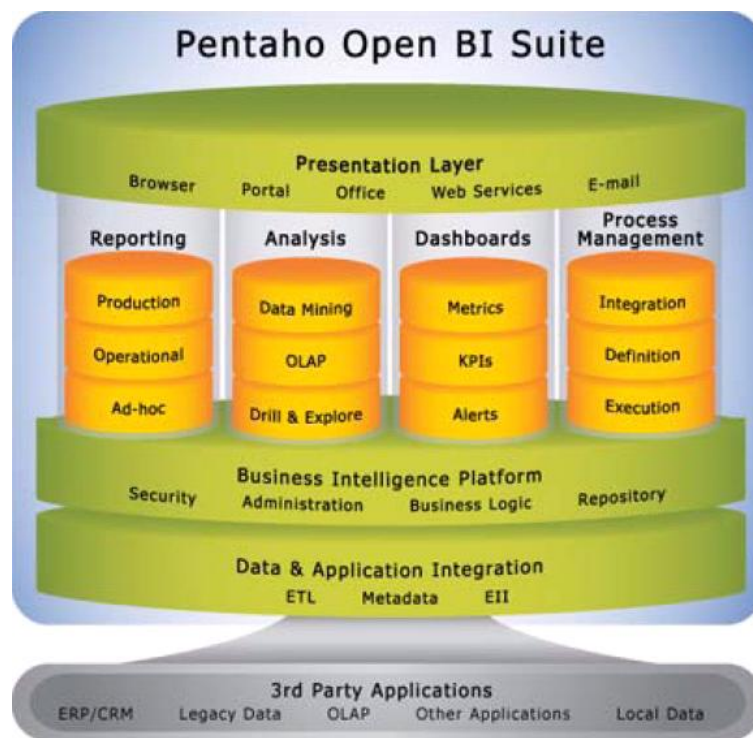 Pentaho Open BI Suite
Presentation Layer
Browser Portal Office Web Services E-mail
Reporting Analysis Dashboards Process Management
Production Data Mining Metrics Integration
Operational OLAP KPIs Definition
Ad-hoc Drill & Explore Alerts Execution
Business Intelligence Platform
Security Administration Business Logic Repository
Data & Application Integration
ETL Metadata EII
3rd Party Applications
ERP/CRM Legacy Data OLAP Other Applications Local Data